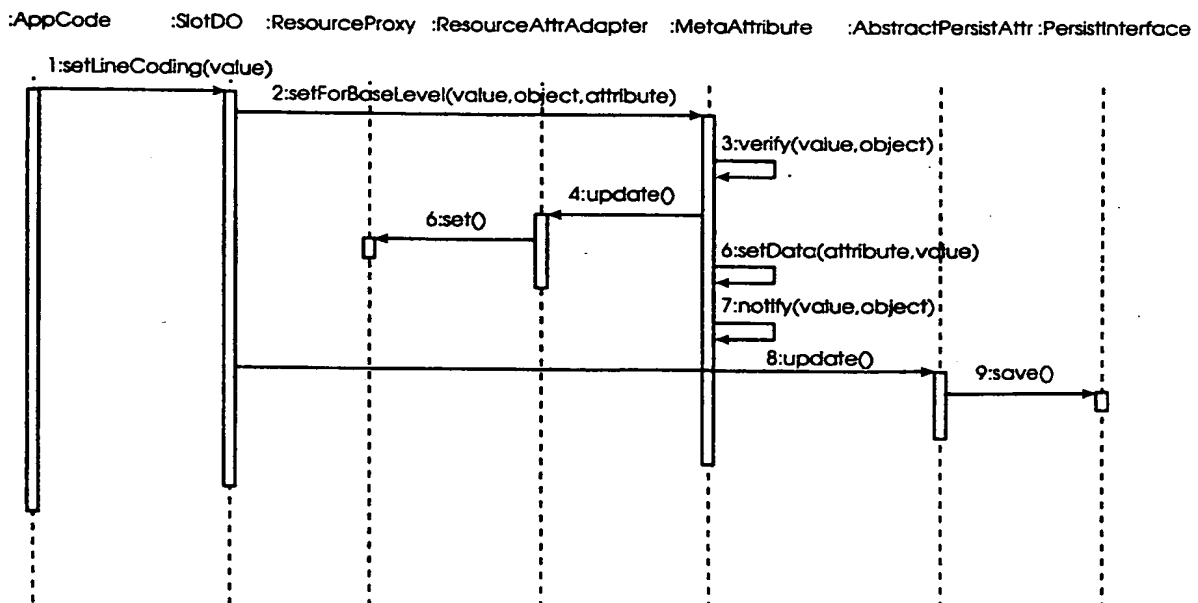 :AppCode :SlotDO :ResourceProxy :ResourceAttrAdapter :MetaAttribute :AbstractPersistAttr :PersistInterface
1:setLineCoding(value)
2:setForBaseLevel(value,object,attribute)
3:verify(value,object)
4:update()
6:set()
6:setData(attribute,value)
7:notify(value,object)
8:update()
9:save()